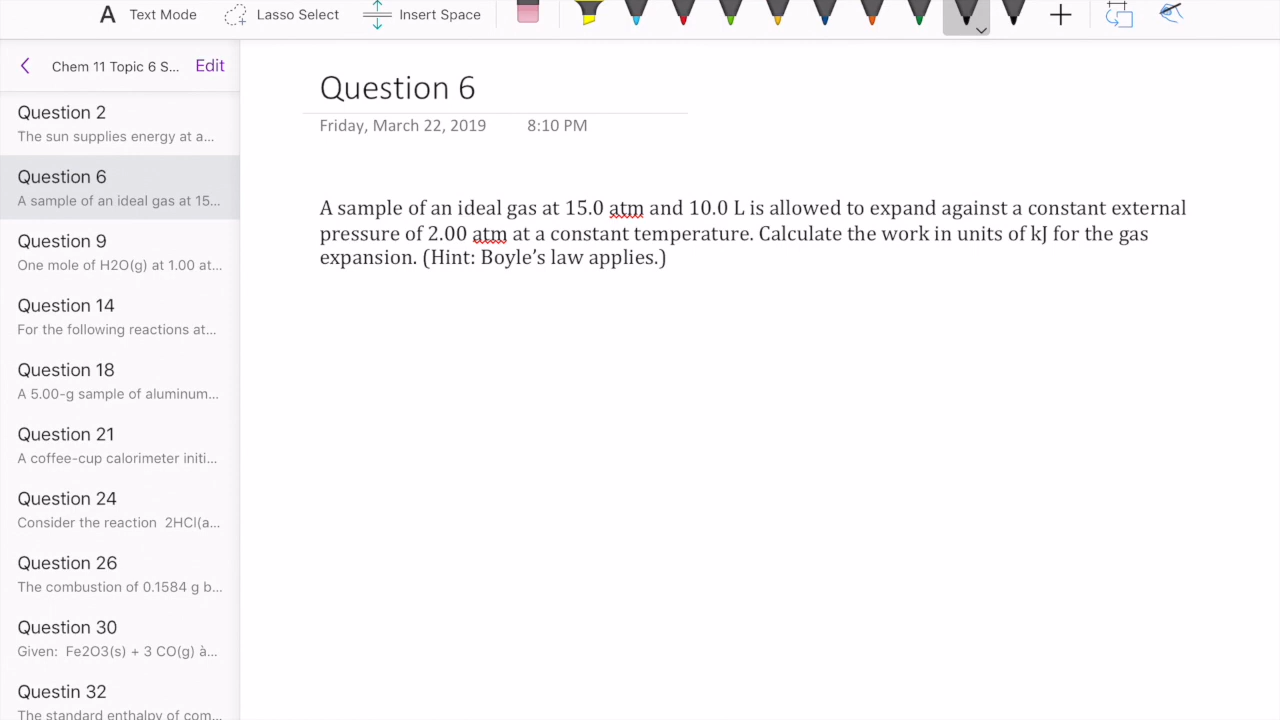 A Text Mode Lasso Select Insert Space
Chem 11 Topic 6 S... Edit
Question 2
The sun supplies energy at a...
Question 6
A sample of an ideal gas at 15...
Question 9
One mole of H2O(g) at 1.00 at...
Question 14
For the following reactions at...
Question 18
A 5.00-g sample of aluminum...
Question 21
A coffee-cup calorimeter initi...
Question 24
Consider the reaction 2HCl(a...
Question 26
The combustion of 0.1584 g b...
Question 30
Given: Fe2O3(s) + 3 CO(g) à...
Questin 32
The standard enthalpy of com...
Question 6
Friday, March 22, 2019 8:10 PM
A sample of an ideal gas at 15.0 atm and 10.0 L is allowed to expand against a constant external
pressure of 2.00 atm at a constant temperature. Calculate the work in units of kJ for the gas
expansion. (Hint: Boyle’s law applies.)